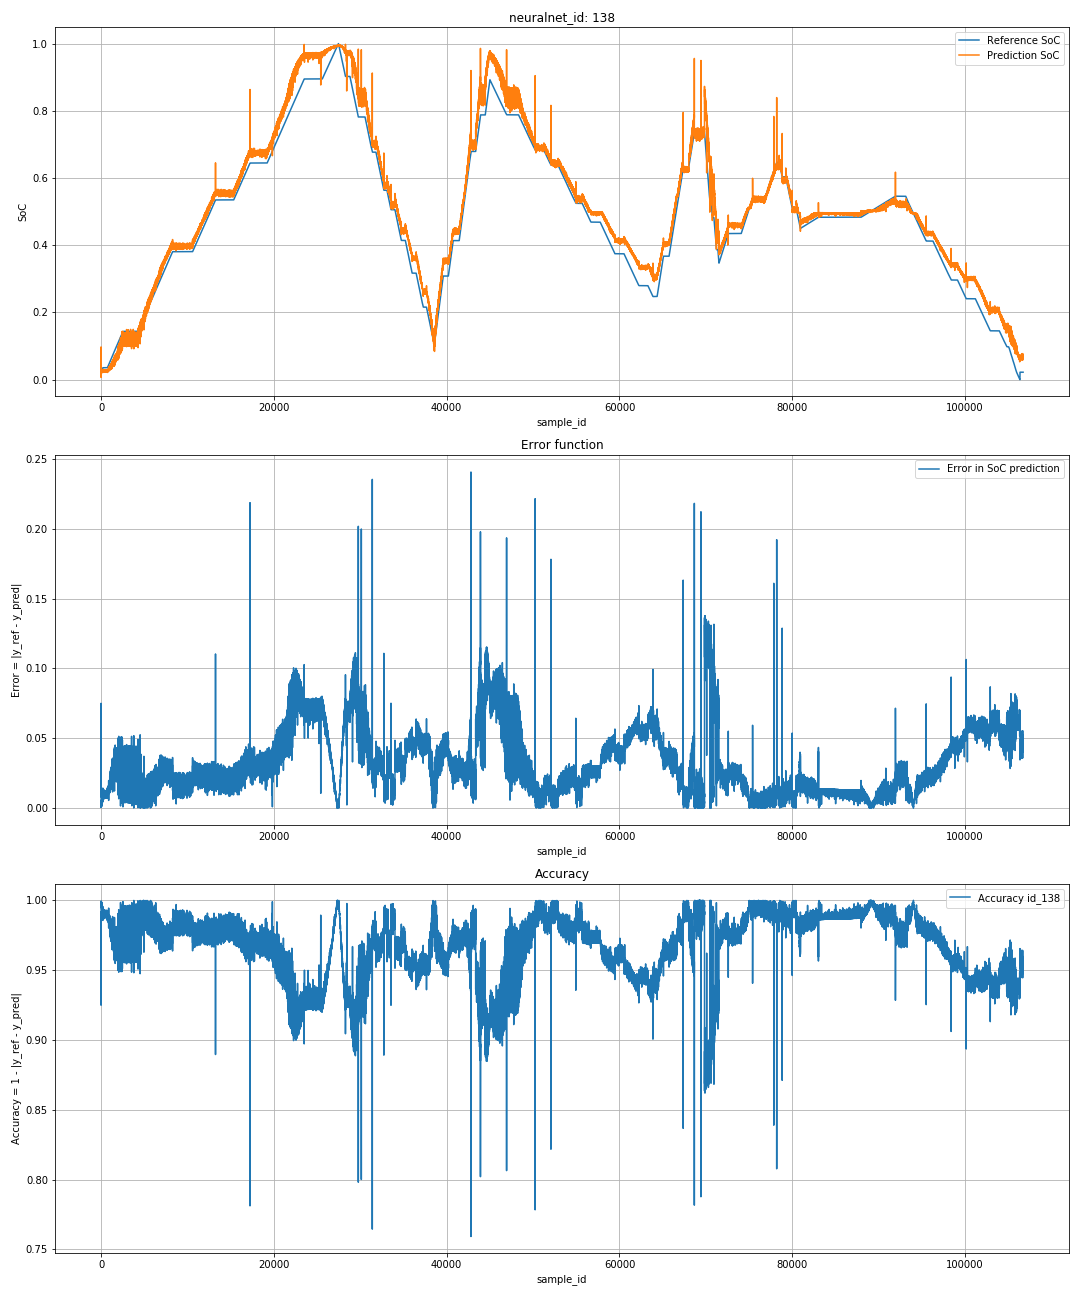 neuralnet_id: 138
Reference SoC
Prediction SoC
SoC
1.0
0.8
0.6
0.4
0.2
0.0
0 20000 40000 60000 80000 100000
sample_id
Error function
Error in SoC prediction
Error = |y_ref - y_pred|
0.25
0.20
0.15
0.10
0.05
0.00
0 20000 40000 60000 80000 100000
sample_id
Accuracy
Accuracy id_138
Accuracy = 1 - |y_ref - y_pred|
1.00
0.95
0.90
0.85
0.80
0.75
0 20000 40000 60000 80000 100000
sample_id